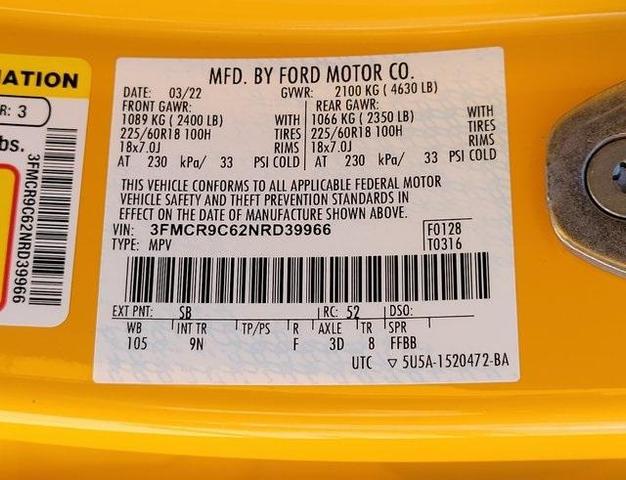 MFD. BY FORD MOTOR CO.
DATE: 03/22 GVWR: 2100 KG ( 4630 LB)
FRONT GAWR: REAR GAWR:
1089 KG ( 2400 LB) WITH 1066 KG ( 2350 LB) WITH
225/60R18 100H TIRES 225/60R18 100H TIRES
18x7.0J RIMS 18x7.0J RIMS
AT 230 kPa/ 33 PSI COLD AT 230 kPa/ 33 PSI COLD
THIS VEHICLE CONFORMS TO ALL APPLICABLE FEDERAL MOTOR
VEHICLE SAFETY AND THEFT PREVENTION STANDARDS IN
EFFECT ON THE DATE OF MANUFACTURE SHOWN ABOVE.
VIN: 3FMCR9C62NRD39966 F0128
TYPE: MPV T0316
EXT PNT: SB RC: 52 DSO:
WB INT TR TP/PS R AXLE TR SPR
105 9N F 3D 8 FFBB
UTC ▽ 5U5A-1520472-BA
MATION
R: 3
bs.
3FMCR9C62NRD39966